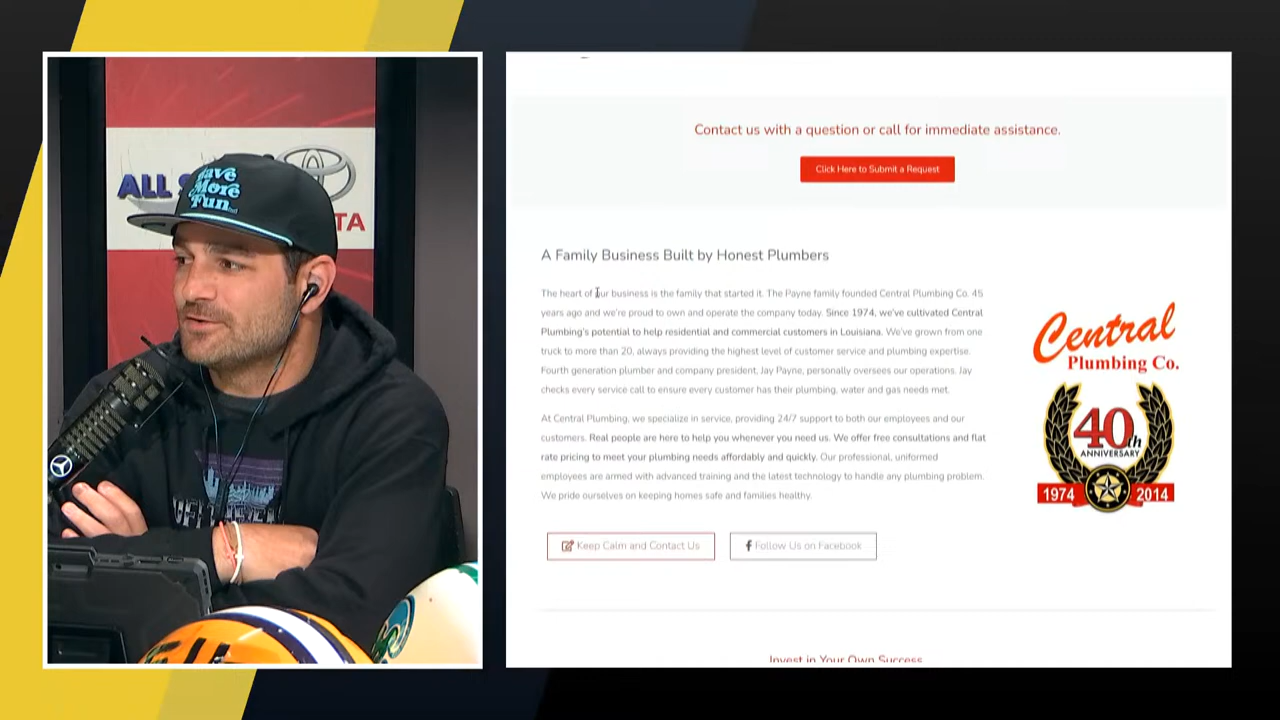 ALL S
TA
Have
More
Fun
Contact us with a question or call for immediate assistance.
Click Here to Submit a Request
A Family Business Built by Honest Plumbers
The heart of our business is the family that started it. The Payne family founded Central Plumbing Co. 45
years ago and we're proud to own and operate the company today. Since 1974, we've cultivated Central
Plumbing's potential to help residential and commercial customers in Louisiana. We've grown from one
truck to more than 20, always providing the highest level of customer service and plumbing expertise.
Fourth generation plumber and company president, Jay Payne, personally oversees our operations. Jay
checks every service call to ensure every customer has their plumbing, water and gas needs met.
At Central Plumbing, we specialize in service, providing 24/7 support to both our employees and our
customers. Real people are here to help you whenever you need us. We offer free consultations and flat
rate pricing to meet your plumbing needs affordably and quickly. Our professional, uniformed
employees are armed with advanced training and the latest technology to handle any plumbing problem.
We pride ourselves on keeping homes safe and families healthy.
Keep Calm and Contact Us
Follow Us on Facebook
Central
Plumbing Co.
40th
ANNIVERSARY
1974 2014
Invest in Your Own Success